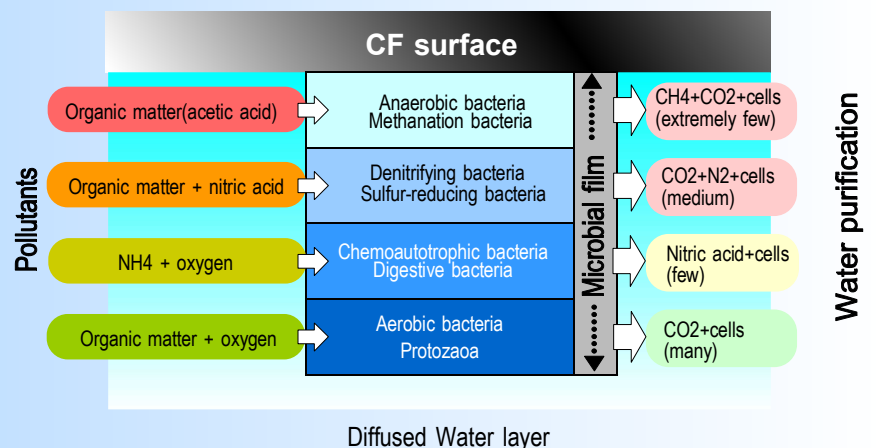 CF surface
Pollutants
Organic matter(acetic acid)
Anaerobic bacteria
Methanation bacteria
CH4+CO2+cells
(extremely few)
Organic matter + nitric acid
Denitrifying bacteria
Sulfur-reducing bacteria
CO2+N2+cells
(medium)
NH4 + oxygen
Chemoautotrophic bacteria
Digestive bacteria
Nitric acid+cells
(few)
Organic matter + oxygen
Aerobic bacteria
Protozaoa
CO2+cells
(many)
Microbial film
Water purification
Diffused Water layer